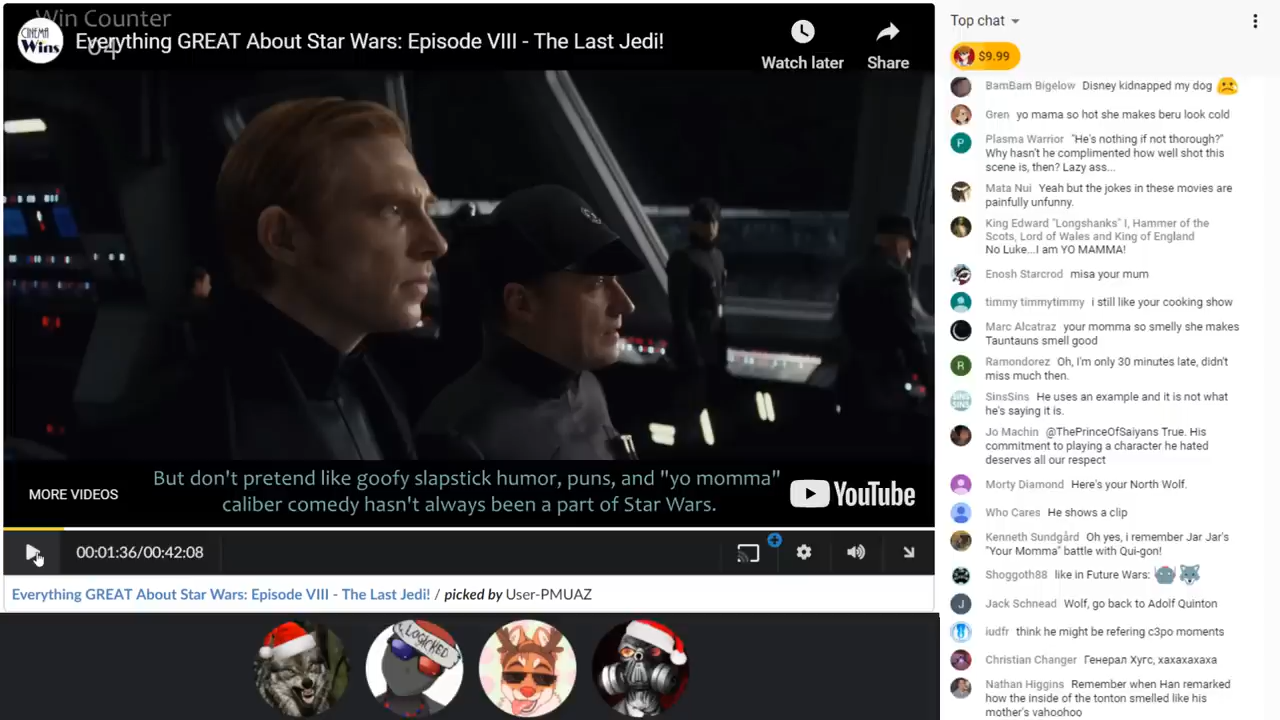 Win Counter
04
CINEMA
Wins
Everything GREAT About Star Wars: Episode VIII - The Last Jedi!
Watch later
Share
MORE VIDEOS
But don't pretend like goofy slapstick humor, puns, and "yo momma"
caliber comedy hasn't always been a part of Star Wars.
YouTube
00:01:36/00:42:08
Everything GREAT About Star Wars: Episode VIII - The Last Jedi! / picked by User-PMUAZ
LOGICKED
Top chat
$9.99
BamBam Bigelow Disney kidnapped my dog
Gren yo mama so hot she makes beru look cold
P
Plasma Warrior "He's nothing if not thorough?"
Why hasn't he complimented how well shot this
scene is, then? Lazy ass...
Mata Nui Yeah but the jokes in these movies are
painfully unfunny.
King Edward "Longshanks" I, Hammer of the
Scots, Lord of Wales and King of England
No Luke...I am YO MAMMA!
Enosh Starcrod misa your mum
timmy timmytimmy i still like your cooking show
Marc Alcatraz your momma so smelly she makes
Tauntauns smell good
R
Ramondorez Oh, I'm only 30 minutes late, didn't
miss much then.
SINS
SINS
SinsSins He uses an example and it is not what
he's saying it is.
Jo Machin @ThePrinceOfSaiyans True. His
commitment to playing a character he hated
deserves all our respect
Morty Diamond Here's your North Wolf.
Who Cares He shows a clip
Kenneth Sundgård Oh yes, i remember Jar Jar's
"Your Momma" battle with Qui-gon!
Shoggoth88 like in Future Wars:
J
Jack Schnead Wolf, go back to Adolf Quinton
iudfr think he might be refering c3po moments
Christian Changer Генерал Хугс, хахахахаха
Nathan Higgins Remember when Han remarked
how the inside of the tonton smelled like his
mother's vahoohoo